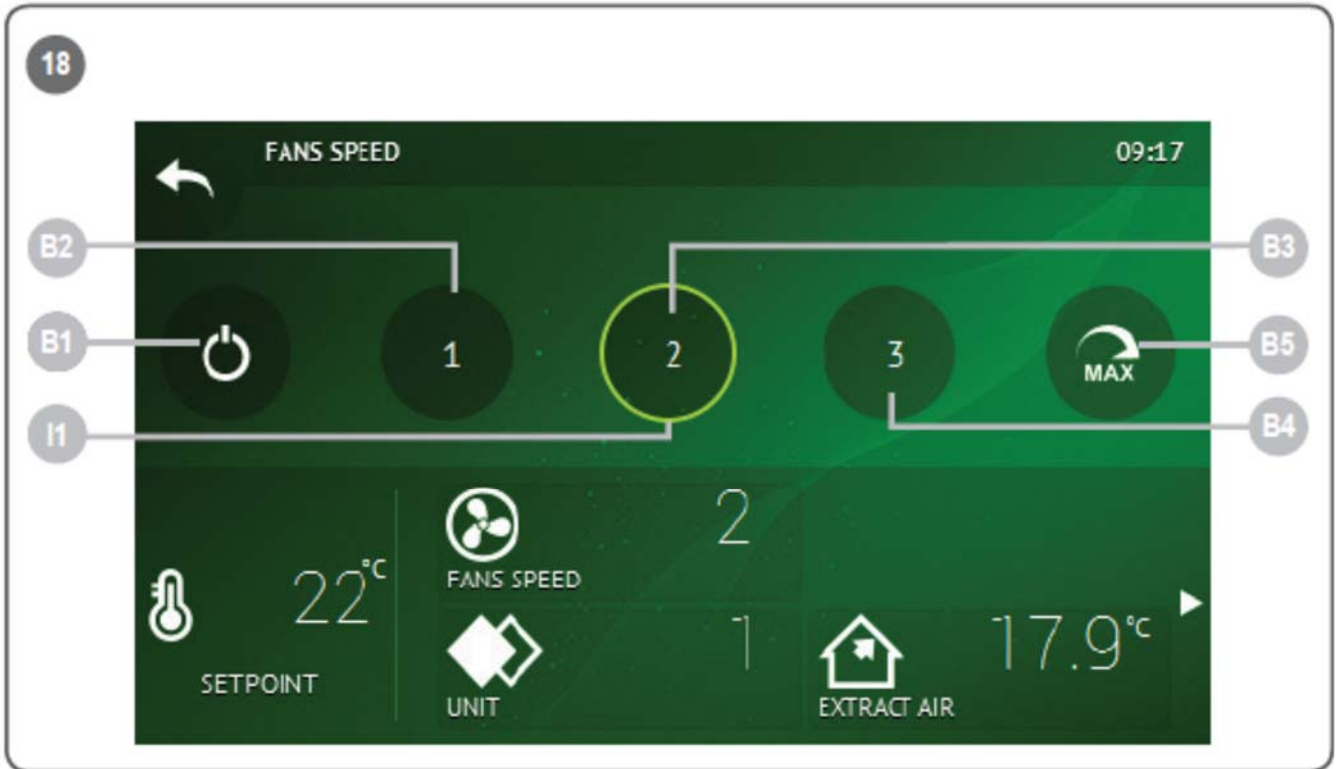 18
FANS SPEED 09:17
B2 B3
B1 1 2 3 MAX B5
I1 B4
2
FANS SPEED
22°C
SETPOINT
1
UNIT
17.9°C
EXTRACT AIR